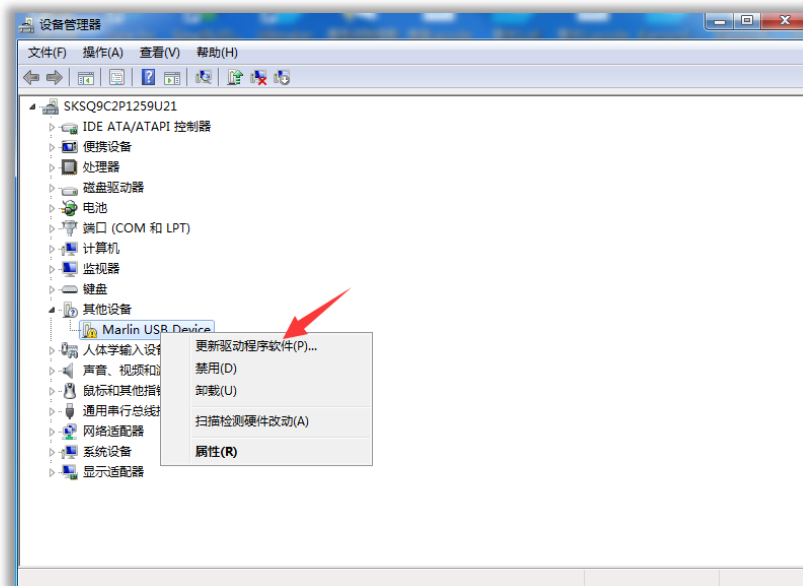 设备管理器
文件(F) 操作(A) 查看(V) 帮助(H)
SKSQ9C2P1259U21
IDE ATA/ATAPI 控制器
便携设备
处理器
磁盘驱动器
电池
端口 (COM 和 LPT)
计算机
监视器
键盘
其他设备
Marlin USB Device
更新驱动程序软件(P)...
人体学输入设
禁用(D)
声音、视频和
卸载(U)
鼠标和其他指
通用串行总线
扫描检测硬件改动(A)
网络适配器
系统设备
属性(R)
显示适配器